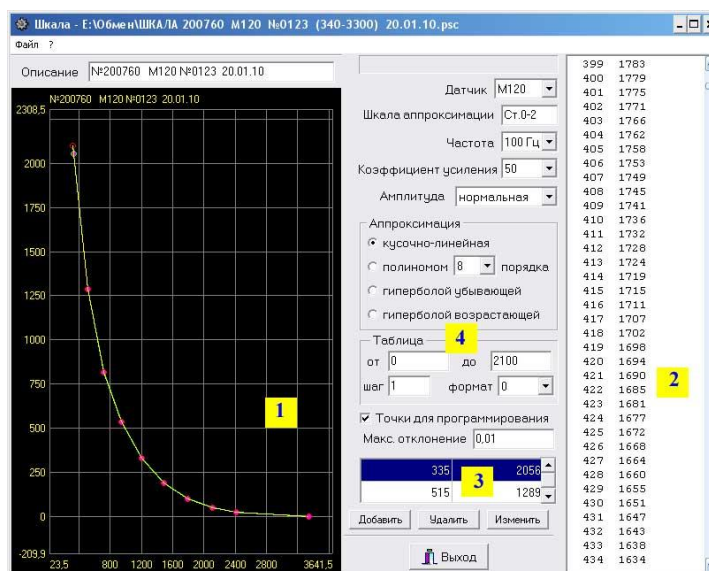 Шкала - E:\Обмен\ШКАЛА 200760 M120 №0123 (340-3300) 20.01.10.psc
Файл ?
Описание №200760 M120 №0123 20.01.10
№200760 M120 №0123 20.01.10
2308,5
2000
1750
1500
1250
1000
750
500
250
0
-209,9
23,5 800 1200 1600 2000 2400 2800 3641,5
1
Датчик M120
Шкала аппроксимации Ст.0-2
Частота 100 Гц
Коэффициент усиления 50
Амплитуда нормальная
Аппроксимация
кусочно-линейная
полиномом 8 порядка
гиперболой убывающей
гиперболой возрастающей
Таблица
4
от 0 до 2100
шаг 1 формат 0
Точки для программирования
Макс. отклонение 0,01
335 2056
515 1289
3
Добавить Удалить Изменить
Выход
399 1783
400 1779
401 1775
402 1771
403 1766
404 1762
405 1758
406 1753
407 1749
408 1745
409 1741
410 1736
411 1732
412 1728
413 1724
414 1719
415 1715
416 1711
417 1707
418 1702
419 1698
420 1694
421 1690
422 1685
423 1681
424 1677
425 1672
426 1668
427 1664
428 1660
429 1655
430 1651
431 1647
432 1643
433 1638
434 1634
2